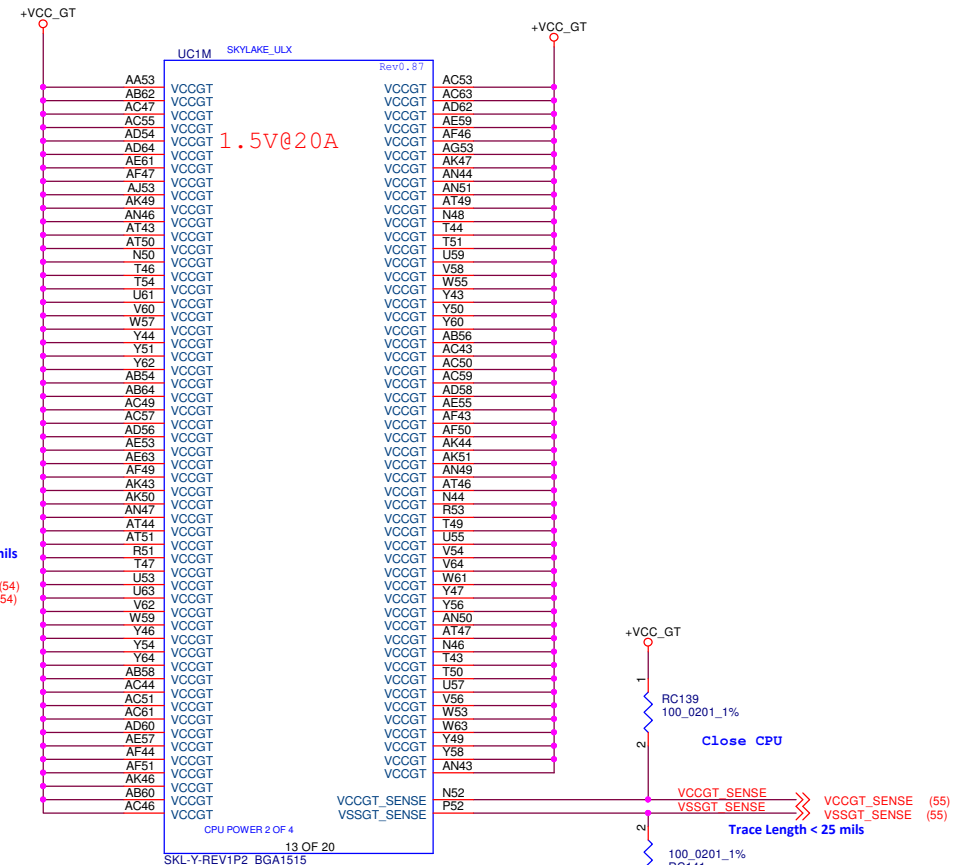 +VCC_GT
+VCC_GT
UC1M SKYLAKE_ULX
Rev0.87
1.5V@20A
AA53 VCCGT VCCGT AC53
AB62 VCCGT VCCGT AC63
AC47 VCCGT VCCGT AD62
AC55 VCCGT VCCGT AE59
AD54 VCCGT VCCGT AF46
AD64 VCCGT VCCGT AG53
AE61 VCCGT VCCGT AK47
AF47 VCCGT VCCGT AN44
AJ53 VCCGT VCCGT AN51
AK49 VCCGT VCCGT AT49
AN46 VCCGT VCCGT N48
AT43 VCCGT VCCGT T44
AT50 VCCGT VCCGT T51
N50 VCCGT VCCGT U59
T46 VCCGT VCCGT V58
T54 VCCGT VCCGT W55
U61 VCCGT VCCGT Y43
V60 VCCGT VCCGT Y50
W57 VCCGT VCCGT Y60
Y44 VCCGT VCCGT AB56
Y51 VCCGT VCCGT AC43
Y62 VCCGT VCCGT AC50
AB54 VCCGT VCCGT AC59
AB64 VCCGT VCCGT AD58
AC49 VCCGT VCCGT AE55
AC57 VCCGT VCCGT AF43
AD56 VCCGT VCCGT AF50
AE53 VCCGT VCCGT AK44
AE63 VCCGT VCCGT AK51
AF49 VCCGT VCCGT AN49
AK43 VCCGT VCCGT AT46
AK50 VCCGT VCCGT N44
AN47 VCCGT VCCGT R53
AT44 VCCGT VCCGT T49
AT51 VCCGT VCCGT U55
R51 VCCGT VCCGT V54
T47 VCCGT VCCGT V64
U53 VCCGT VCCGT W61
U63 VCCGT VCCGT Y47
V62 VCCGT VCCGT Y56
W59 VCCGT VCCGT AN50
Y46 VCCGT VCCGT AT47
Y54 VCCGT VCCGT N46
Y64 VCCGT VCCGT T43
AB58 VCCGT VCCGT T50
AC44 VCCGT VCCGT U57
AC51 VCCGT VCCGT V56
AC61 VCCGT VCCGT W53
AD60 VCCGT VCCGT W63
AE57 VCCGT VCCGT Y49
AF44 VCCGT VCCGT Y58
AF51 VCCGT VCCGT AN43
AK46 VCCGT
AB60 VCCGT VCCGT_SENSE N52
AC46 VCCGT VSSGT_SENSE P52
CPU POWER 2 OF 4
13 OF 20
SKL-Y-REV1P2_BGA1515
mils
(54)
54)
+VCC_GT
1
RC139
100_0201_1%
2
Close CPU
VCCGT_SENSE VCCGT_SENSE (55)
VSSGT_SENSE VSSGT_SENSE (55)
Trace Length < 25 mils
2
100_0201_1%